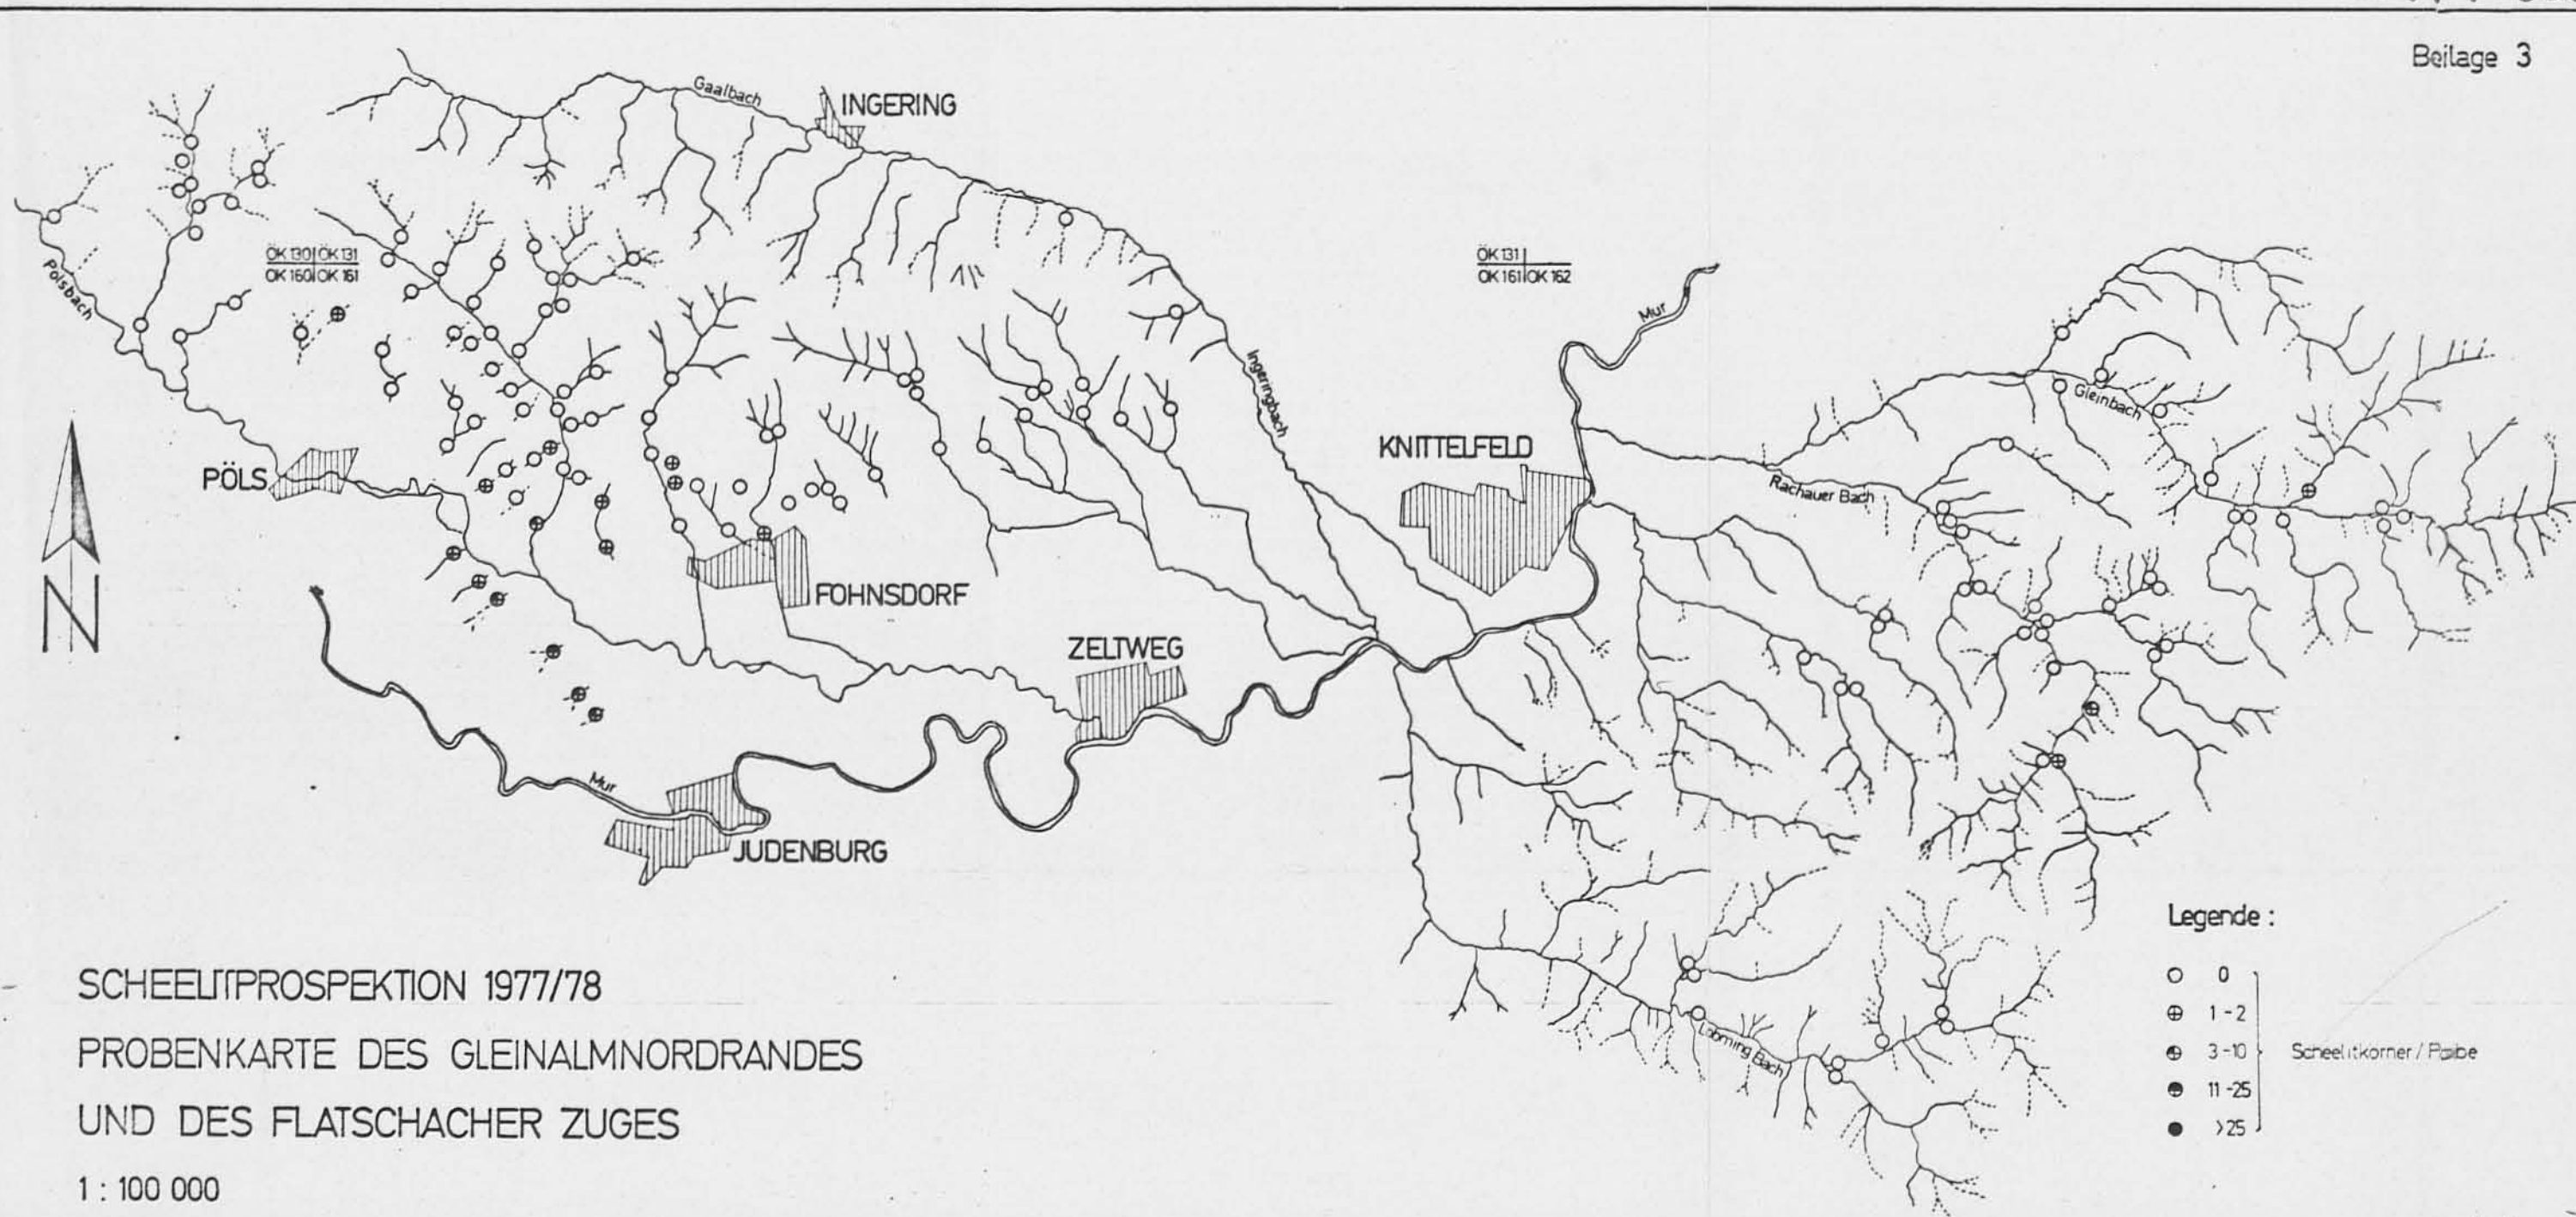 Beilage 3
Gaalbach
INGERING
ÖK 130 ÖK 131
ÖK 160 ÖK 161
ÖK 131
ÖK 161 ÖK 162
Pölsbach
Mur
Ingeringbach
Gleinbach
KNITTELFELD
PÖLS
Rachauer Bach
N
FOHNSDORF
ZELTWEG
Mur
JUDENBURG
Lobming Bach
SCHEELITPROSPEKTION 1977/78
PROBENKARTE DES GLEINALMNORDRANDES
UND DES FLATSCHACHER ZUGES
1 : 100 000
Legende :
0
1 - 2
3 - 10
11 - 25
>25
Scheelitkörner / Probe